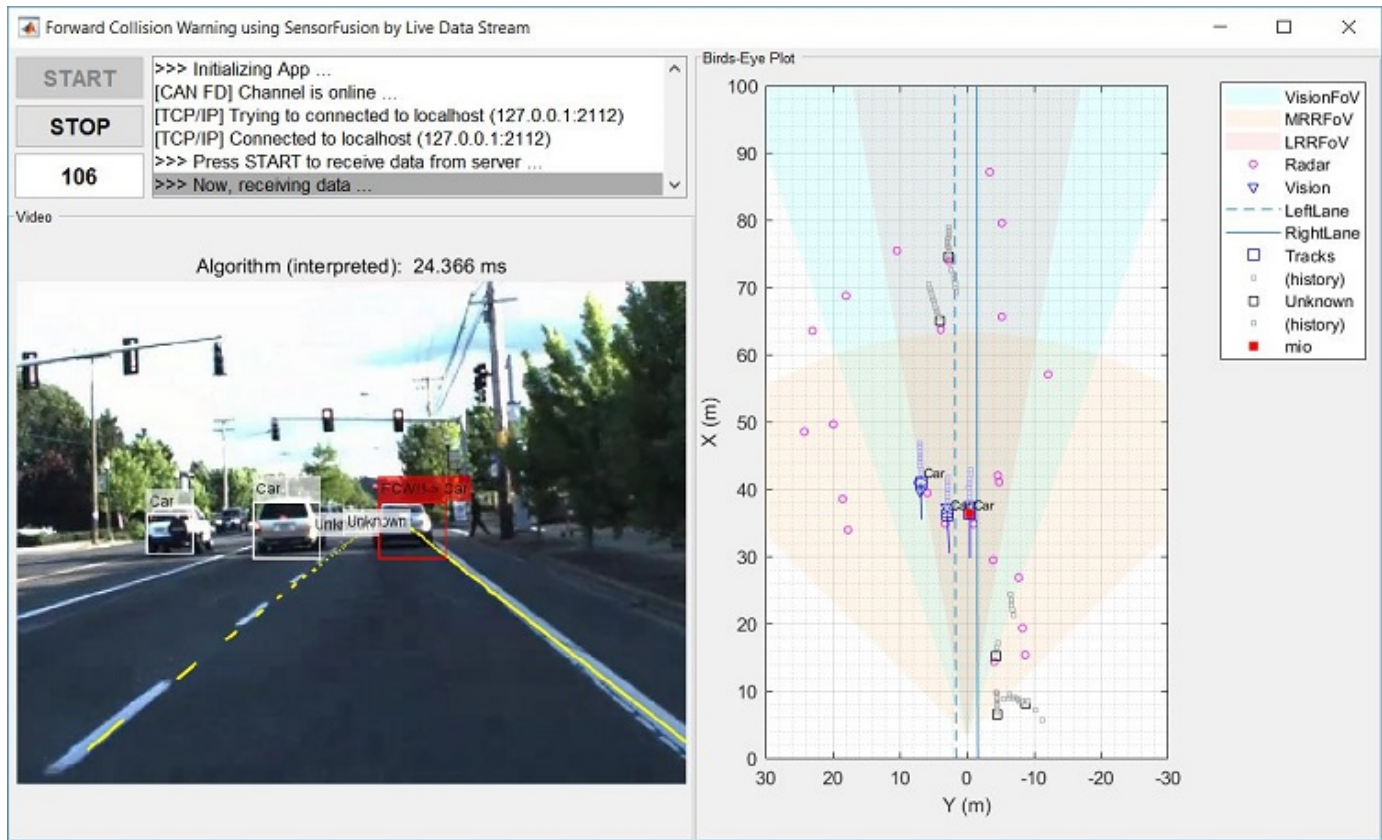 Forward Collision Warning using SensorFusion by Live Data Stream
START
STOP
106
>>> Initializing App ...
[CAN FD] Channel is online ...
[TCP/IP] Trying to connected to localhost (127.0.0.1:2112)
[TCP/IP] Connected to localhost (127.0.0.1:2112)
>>> Press START to receive data from server ...
>>> Now, receiving data ...
Video
Algorithm (interpreted): 24.366 ms
Car
Car
Car
Unknown
Birds-Eye Plot
100
90
80
70
60
50
40
30
20
10
0
X (m)
30 20 10 0 -10 -20 -30
Y (m)
Car
Car
Car
VisionFoV
MRRFoV
LRRFoV
Radar
Vision
LeftLane
RightLane
Tracks
(history)
Unknown
(history)
mio